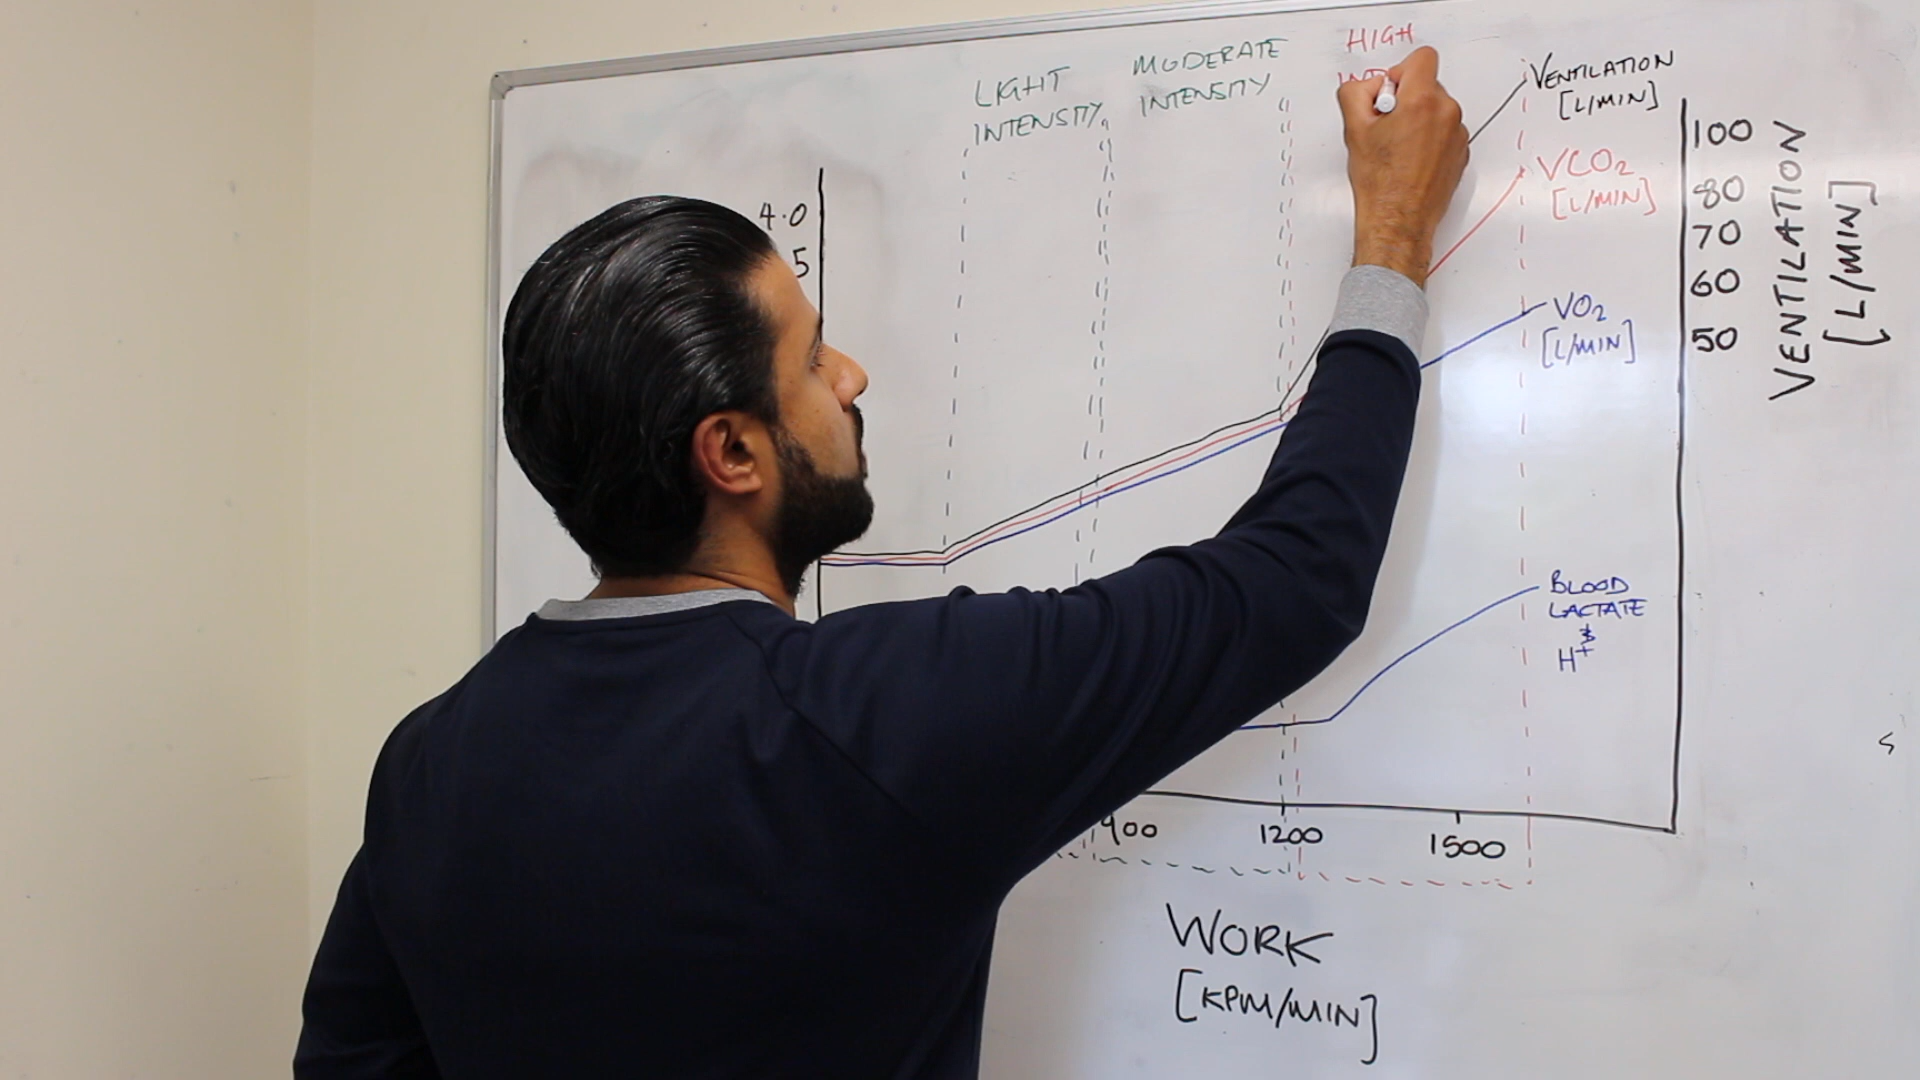 LIGHT
INTENSITY
MODERATE
INTENSITY
HIGH
VENTILATION
[L/MIN]
VCO2
[L/MIN]
VO2
[L/MIN]
BLOOD
LACTATE
&
H+
4.0
5
100
80
70
60
50
VENTILATION
[L/MIN]
900
1200
1500
WORK
[KPM/MIN]